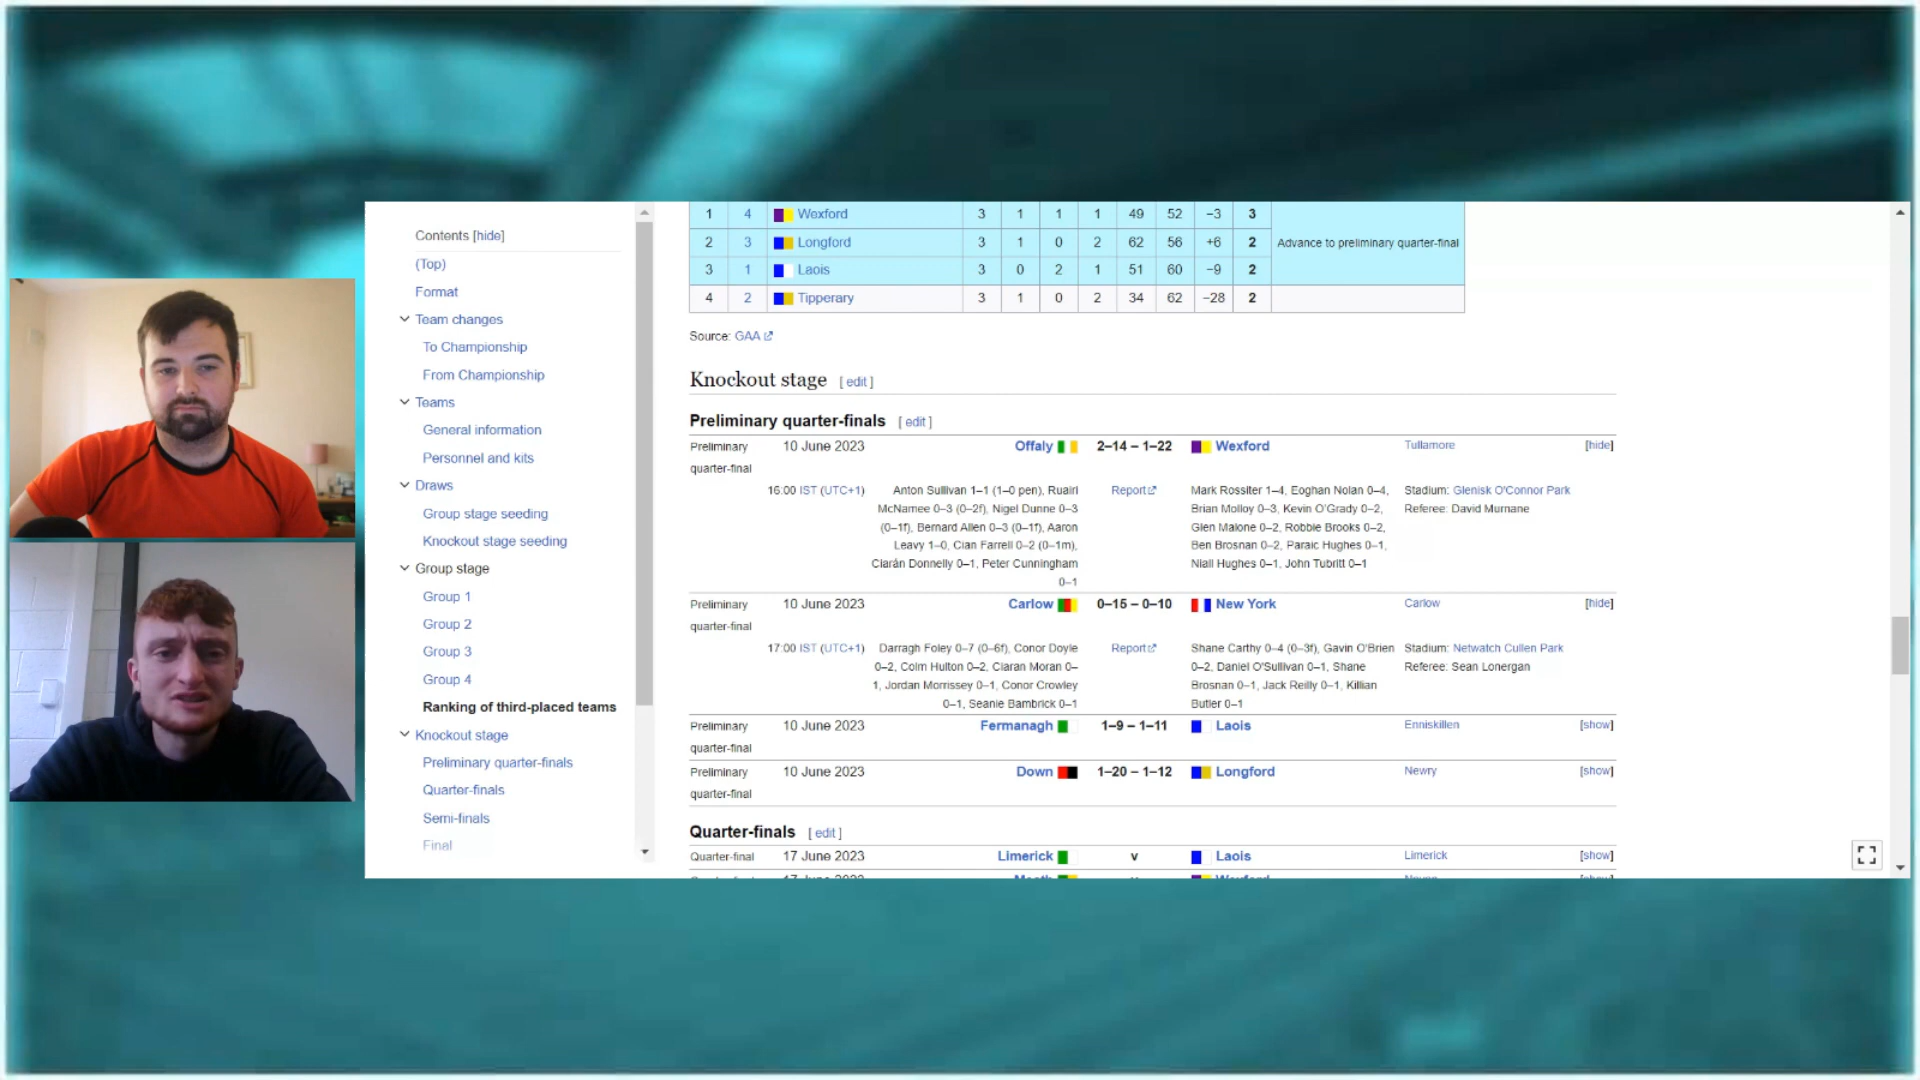 Contents [hide]
(Top)
Format
Team changes
To Championship
From Championship
Teams
General information
Personnel and kits
Draws
Group stage seeding
Knockout stage seeding
Group stage
Group 1
Group 2
Group 3
Group 4
Ranking of third-placed teams
Knockout stage
Preliminary quarter-finals
Quarter-finals
Semi-finals
Final
1 4 Wexford 3 1 1 1 49 52 −3 3
2 3 Longford 3 1 0 2 62 56 +6 2 Advance to preliminary quarter-final
3 1 Laois 3 0 2 1 51 60 −9 2
4 2 Tipperary 3 1 0 2 34 62 −28 2
Source: GAA
Knockout stage [ edit ]
Preliminary quarter-finals [ edit ]
Preliminary 10 June 2023 Offaly 2–14 – 1–22 Wexford Tullamore [hide]
quarter-final
16:00 IST (UTC+1) Anton Sullivan 1–1 (1–0 pen), Ruairi Report Mark Rossiter 1–4, Eoghan Nolan 0–4, Stadium: Glenisk O'Connor Park
McNamee 0–3 (0–2f), Nigel Dunne 0–3 Brian Molloy 0–3, Kevin O'Grady 0–2, Referee: David Murnane
(0–1f), Bernard Allen 0–3 (0–1f), Aaron Glen Malone 0–2, Robbie Brooks 0–2,
Leavy 1–0, Cian Farrell 0–2 (0–1m), Ben Brosnan 0–2, Paraic Hughes 0–1,
Ciarán Donnelly 0–1, Peter Cunningham Niall Hughes 0–1, John Tubritt 0–1
0–1
Preliminary 10 June 2023 Carlow 0–15 – 0–10 New York Carlow [hide]
quarter-final
17:00 IST (UTC+1) Darragh Foley 0–7 (0–6f), Conor Doyle Report Shane Carthy 0–4 (0–3f), Gavin O'Brien Stadium: Netwatch Cullen Park
0–2, Colm Hulton 0–2, Ciaran Moran 0– 0–2, Daniel O'Sullivan 0–1, Shane Referee: Sean Lonergan
1, Jordan Morrissey 0–1, Conor Crowley Brosnan 0–1, Jack Reilly 0–1, Killian
0–1, Seanie Bambrick 0–1 Butler 0–1
Preliminary 10 June 2023 Fermanagh 1–9 – 1–11 Laois Enniskillen [show]
quarter-final
Preliminary 10 June 2023 Down 1–20 – 1–12 Longford Newry [show]
quarter-final
Quarter-finals [ edit ]
Quarter-final 17 June 2023 Limerick v Laois Limerick [show]